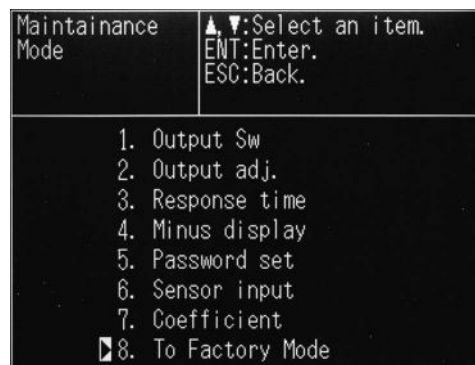 Maintainance
Mode
▲,▼:Select an item.
ENT:Enter.
ESC:Back.
1. Output Sw
2. Output adj.
3. Response time
4. Minus display
5. Password set
6. Sensor input
7. Coefficient
8. To Factory Mode